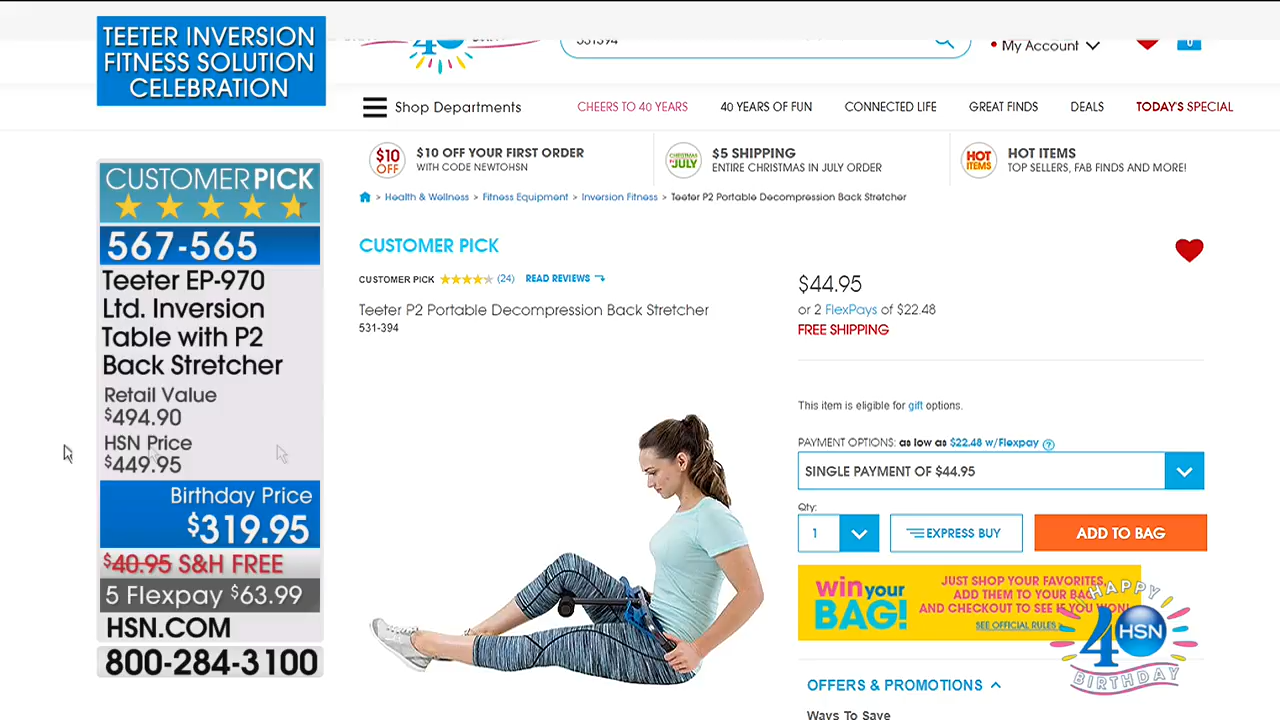 TEETER INVERSION
FITNESS SOLUTION
CELEBRATION
CUSTOMER PICK
567-565
Teeter EP-970
Ltd. Inversion
Table with P2
Back Stretcher
Retail Value
$494.90
HSN Price
$449.95
Birthday Price
$319.95
$40.95 S&H FREE
5 Flexpay $63.99
HSN.COM
800-284-3100
40
531394
My Account
0
Shop Departments
CHEERS TO 40 YEARS
40 YEARS OF FUN
CONNECTED LIFE
GREAT FINDS
DEALS
TODAY'S SPECIAL
$10 OFF
$10 OFF YOUR FIRST ORDER
WITH CODE NEWTOHSN
CHRISTMAS IN JULY
$5 SHIPPING
ENTIRE CHRISTMAS IN JULY ORDER
HOT ITEMS
HOT ITEMS
TOP SELLERS, FAB FINDS AND MORE!
> Health & Wellness > Fitness Equipment > Inversion Fitness > Teeter P2 Portable Decompression Back Stretcher
CUSTOMER PICK
CUSTOMER PICK (24) READ REVIEWS
Teeter P2 Portable Decompression Back Stretcher
531-394
$44.95
or 2 FlexPays of $22.48
FREE SHIPPING
This item is eligible for gift options.
PAYMENT OPTIONS: as low as $22.48 w/Flexpay ?
SINGLE PAYMENT OF $44.95
Qty:
1
EXPRESS BUY
ADD TO BAG
win your
BAG!
JUST SHOP YOUR FAVORITES,
ADD THEM TO YOUR BAG
AND CHECKOUT TO SEE IF YOU WON!
SEE OFFICIAL RULES >
HAPPY
40 HSN
BIRTHDAY
OFFERS & PROMOTIONS
Ways To Save